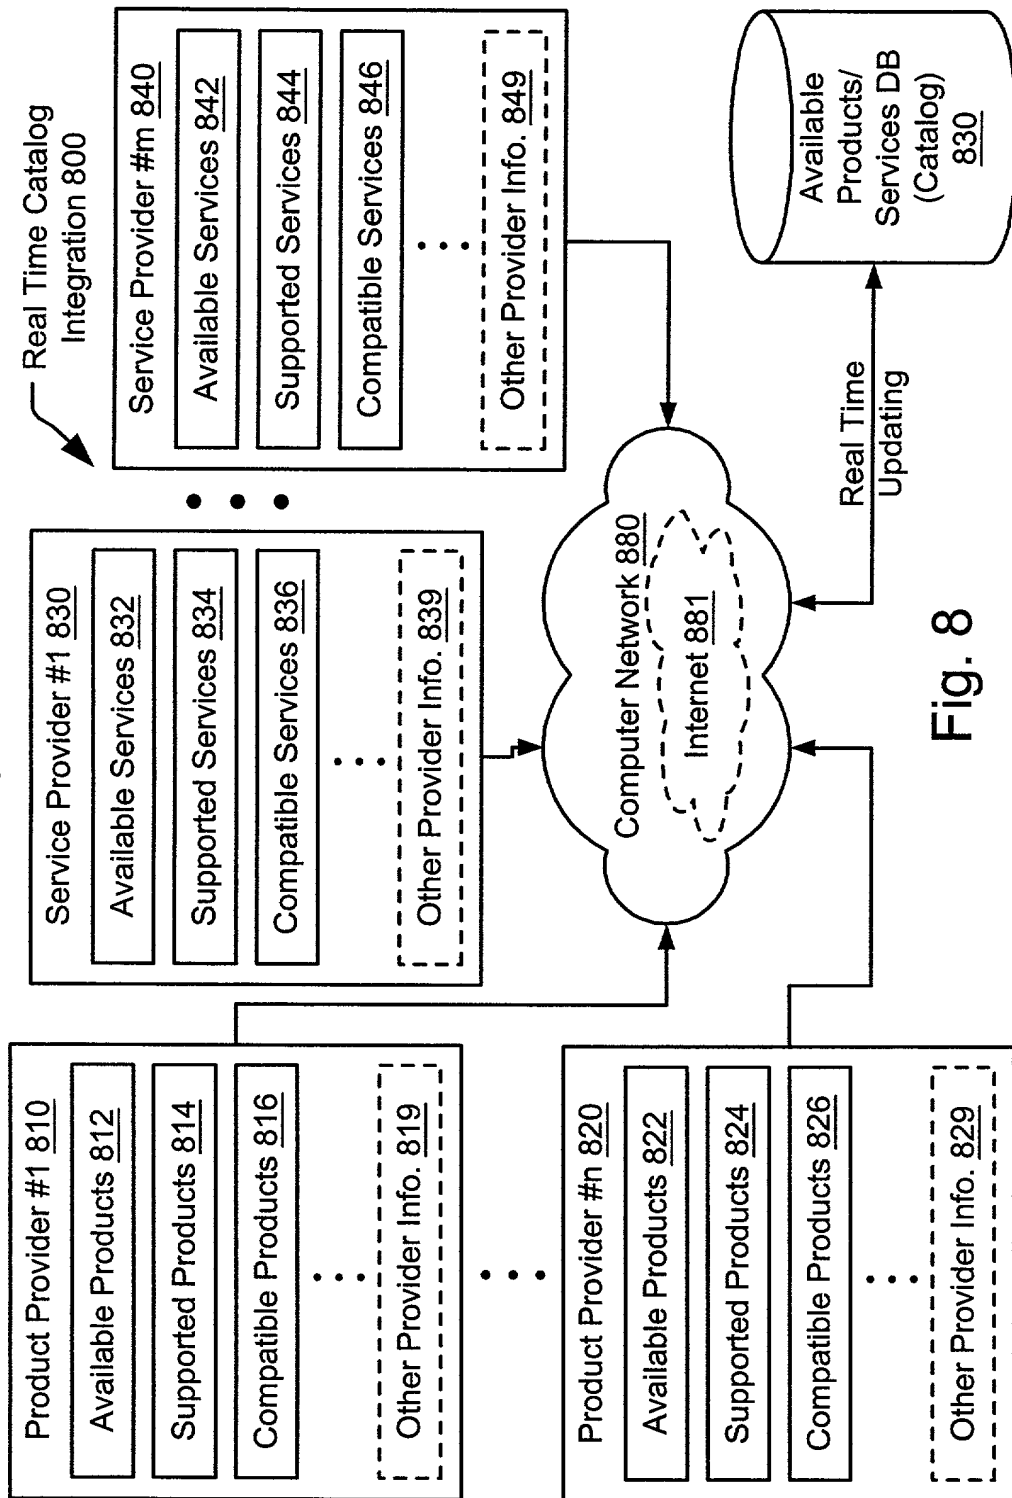 Real Time Catalog
Integration 800
Product Provider #1 810
Available Products 812
Supported Products 814
Compatible Products 816
Other Provider Info. 819
Product Provider #n 820
Available Products 822
Supported Products 824
Compatible Products 826
Other Provider Info. 829
Service Provider #1 830
Available Services 832
Supported Services 834
Compatible Services 836
Other Provider Info. 839
Service Provider #m 840
Available Services 842
Supported Services 844
Compatible Services 846
Other Provider Info. 849
Computer Network 880
Internet 881
Real Time
Updating
Available
Products/
Services DB
(Catalog)
830
Fig. 8